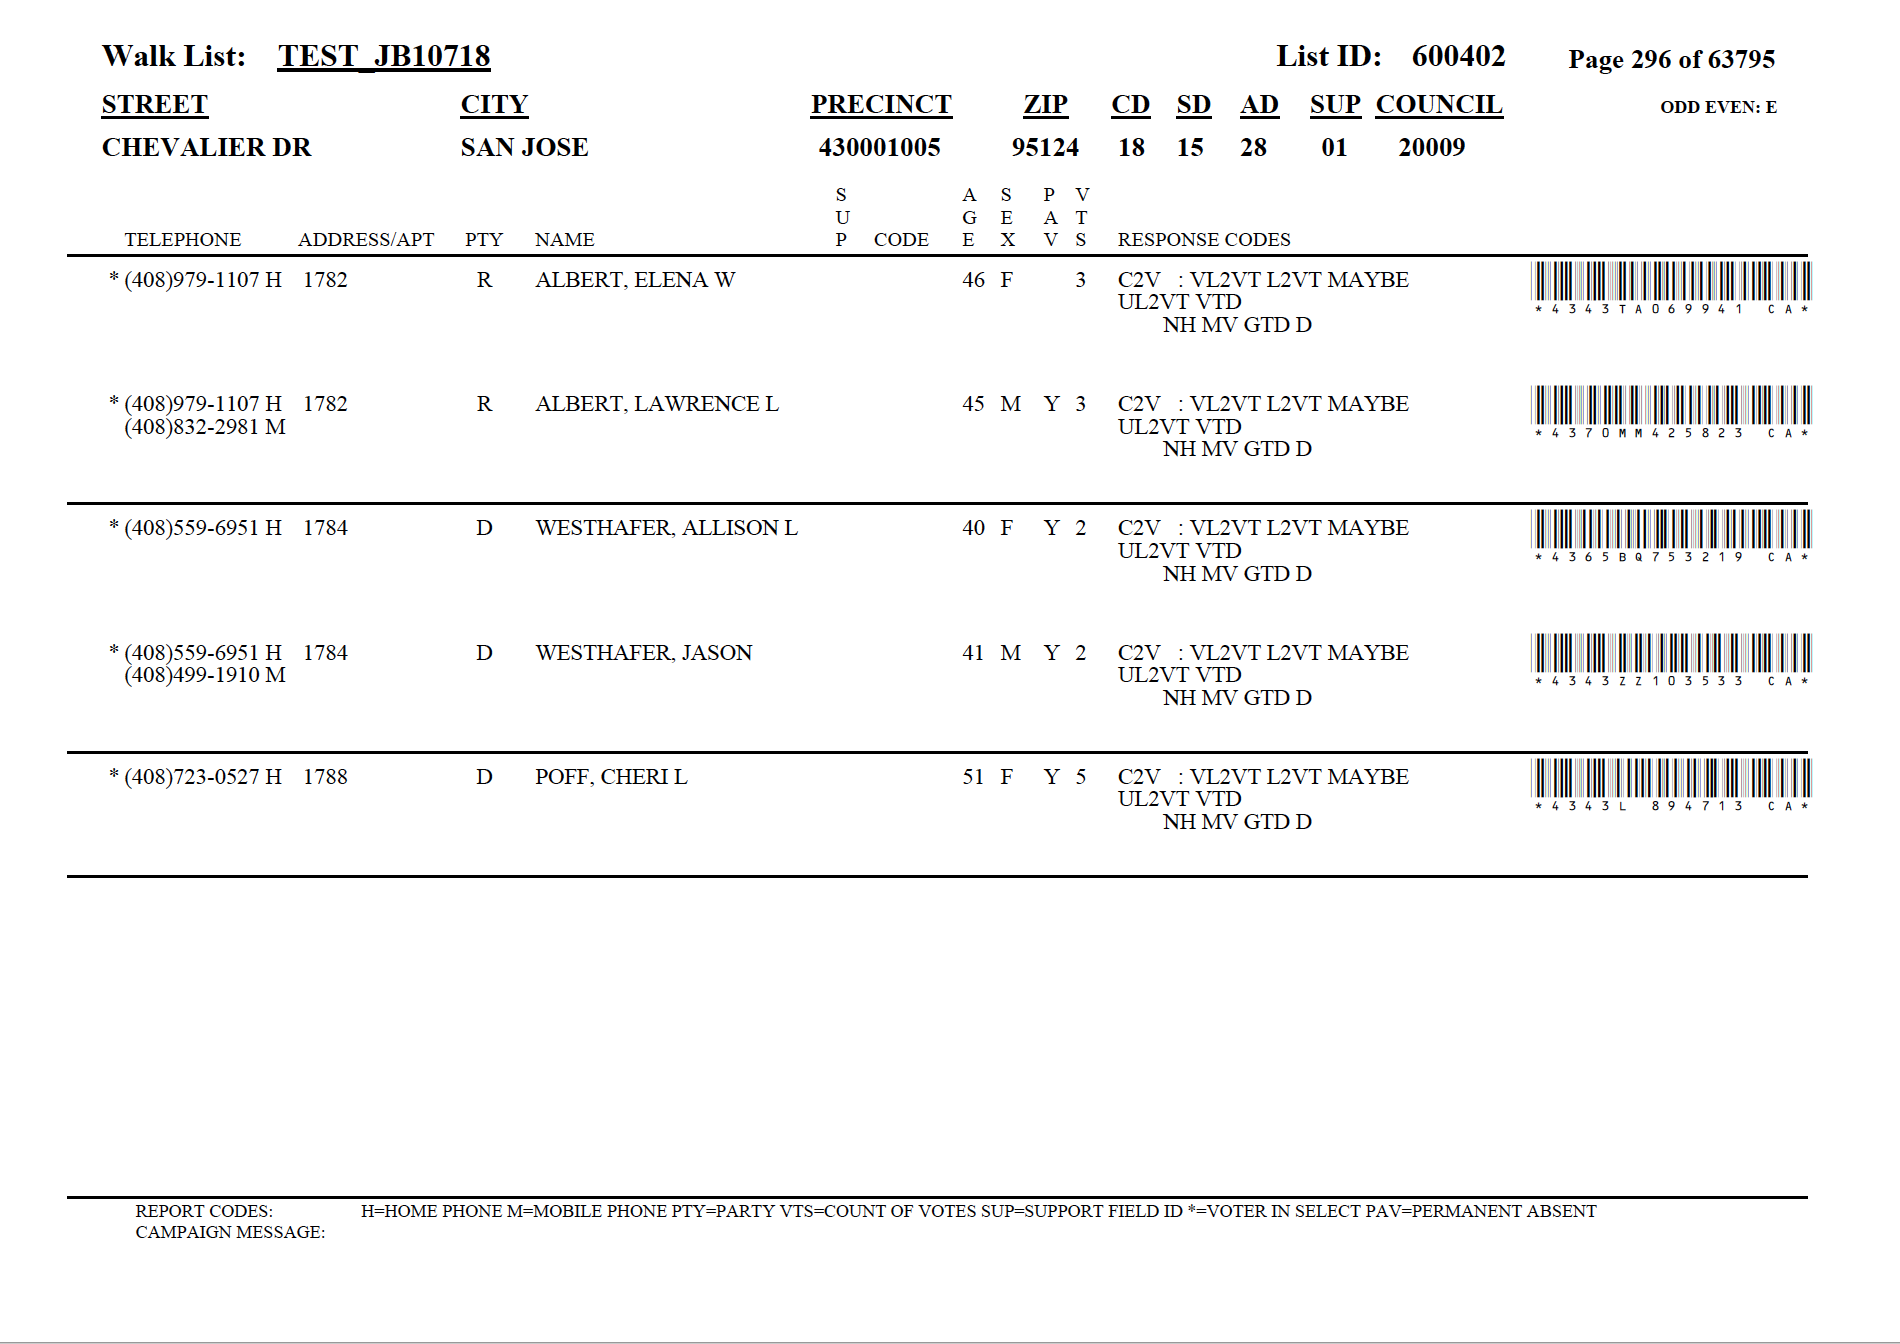 Walk List: TEST_JB10718 List ID: 600402 Page 296 of 63795
STREET CITY PRECINCT ZIP CD SD AD SUP COUNCIL ODD EVEN: E
CHEVALIER DR SAN JOSE 430001005 95124 18 15 28 01 20009
S A S P V
U G E A T
TELEPHONE ADDRESS/APT PTY NAME P CODE E X V S RESPONSE CODES
* (408)979-1107 H 1782 R ALBERT, ELENA W 46 F 3 C2V : VL2VT L2VT MAYBE
UL2VT VTD
NH MV GTD D
*4343TA069941 CA*
* (408)979-1107 H 1782 R ALBERT, LAWRENCE L 45 M Y 3 C2V : VL2VT L2VT MAYBE
(408)832-2981 M UL2VT VTD
NH MV GTD D
*4370MM425823 CA*
* (408)559-6951 H 1784 D WESTHAFER, ALLISON L 40 F Y 2 C2V : VL2VT L2VT MAYBE
UL2VT VTD
NH MV GTD D
*4365BQ753219 CA*
* (408)559-6951 H 1784 D WESTHAFER, JASON 41 M Y 2 C2V : VL2VT L2VT MAYBE
(408)499-1910 M UL2VT VTD
NH MV GTD D
*4343ZZ103533 CA*
* (408)723-0527 H 1788 D POFF, CHERI L 51 F Y 5 C2V : VL2VT L2VT MAYBE
UL2VT VTD
NH MV GTD D
*4343L 894713 CA*
REPORT CODES: H=HOME PHONE M=MOBILE PHONE PTY=PARTY VTS=COUNT OF VOTES SUP=SUPPORT FIELD ID *=VOTER IN SELECT PAV=PERMANENT ABSENT
CAMPAIGN MESSAGE: